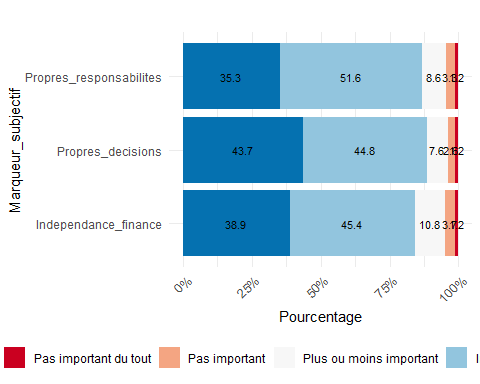 Marqueur_subjectif
Propres_responsabilites
35.3
51.6
8.6
Propres_decisions
43.7
44.8
7.6
Independance_finance
38.9
45.4
10.8
0%
25%
50%
75%
100%
Pourcentage
Pas important du tout
Pas important
Plus ou moins important
I